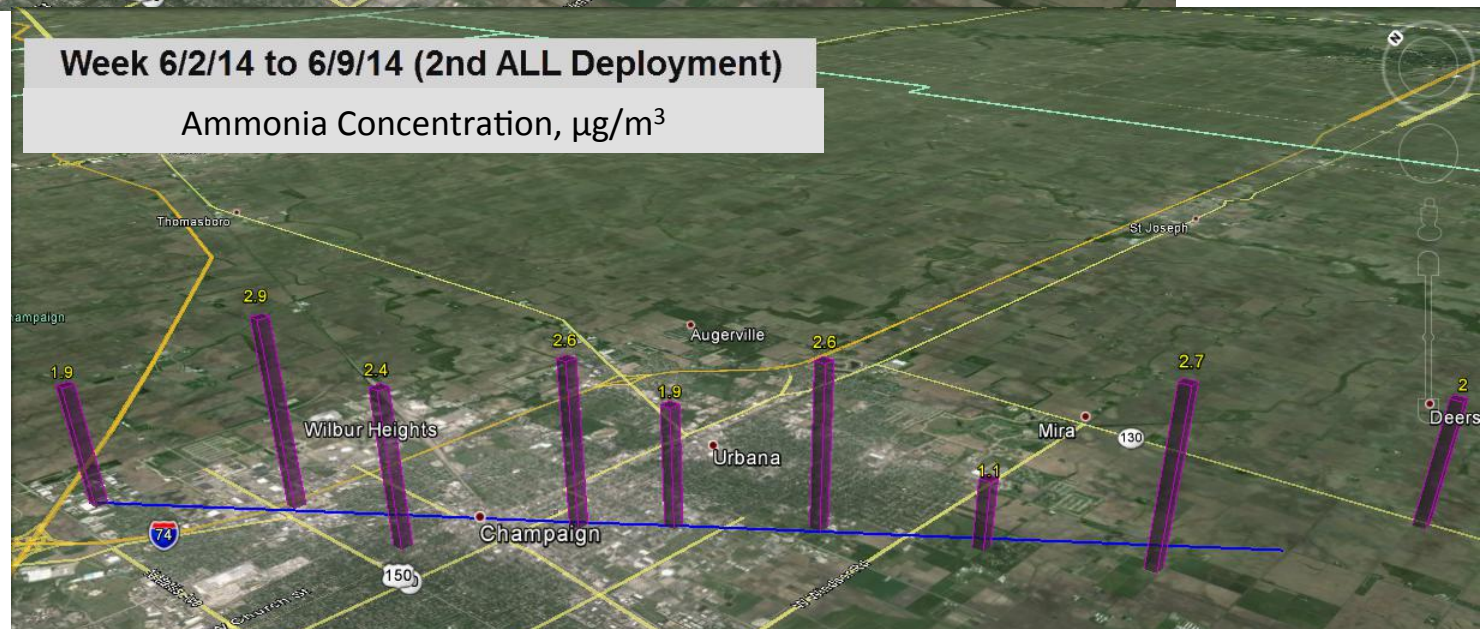 Week 6/2/14 to 6/9/14 (2nd ALL Deployment)
Ammonia Concentration, µg/m³
N
Thomasboro
St Joseph
2.9
ampaign
Augerville
2.6
2.6
1.9
2.4
2.7
1.9
2
1.1
Deers
Wilbur Heights
Mira
130
Urbana
74
Champaign
150
Church St